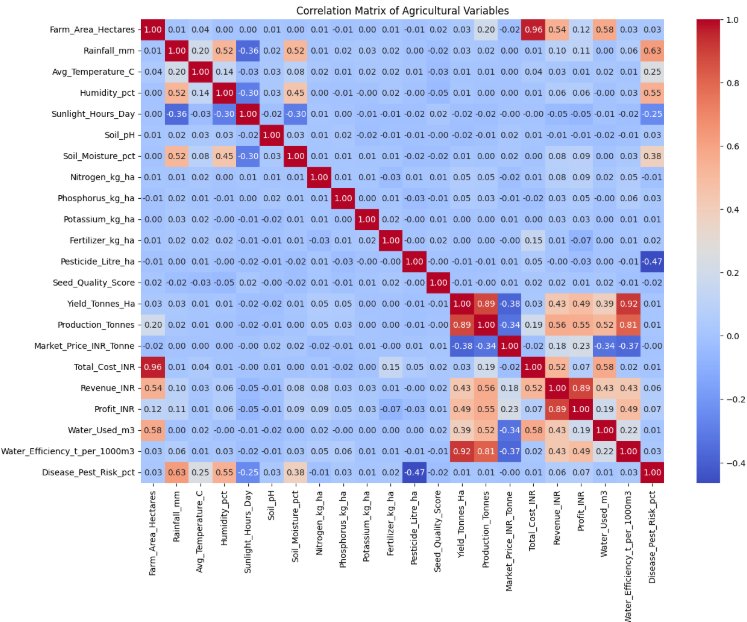 Correlation Matrix of Agricultural Variables
Farm_Area_Hectares 1.00 0.01 0.04 0.00 0.00 0.01 0.00 0.01 -0.01 0.00 0.01 -0.01 0.02 0.03 0.20 -0.02 0.96 0.54 0.12 0.58 0.03 0.03
Rainfall_mm 0.01 1.00 0.20 0.52 -0.36 0.02 0.52 0.01 0.02 0.03 0.02 0.00 -0.02 0.03 0.02 0.00 0.01 0.10 0.11 0.00 0.06 0.63
Avg_Temperature_C 0.04 0.20 1.00 0.14 -0.03 0.03 0.08 0.02 0.01 0.02 0.02 0.01 -0.03 0.01 0.01 0.00 0.04 0.03 0.01 0.02 0.01 0.25
Humidity_pct 0.00 0.52 0.14 1.00 -0.30 0.03 0.45 0.01 -0.01 -0.00 0.02 -0.00 -0.05 0.01 0.00 0.00 0.01 0.06 0.06 -0.00 0.03 0.55
Sunlight_Hours_Day 0.00 -0.36 -0.03 -0.30 1.00 -0.02 -0.30 0.01 0.00 -0.01 0.01 -0.01 0.02 -0.02 -0.02 0.00 -0.00 -0.05 -0.05 -0.01 -0.02 -0.25
Soil_pH 0.01 0.02 0.03 0.03 -0.02 1.00 0.01 0.00 0.01 -0.02 0.01 -0.01 -0.00 -0.02 -0.01 0.02 0.01 -0.01 -0.01 -0.02 -0.01 0.03
Soil_Moisture_pct 0.00 0.52 0.08 0.45 -0.30 0.01 1.00 0.01 0.01 0.01 0.01 -0.02 -0.02 0.01 0.00 0.02 0.00 0.08 0.09 0.00 0.02 0.38
Nitrogen_kg_ha 0.01 0.01 0.02 0.01 0.01 0.00 0.01 1.00 0.01 0.01 -0.03 0.01 -0.01 0.05 0.05 -0.02 0.01 0.08 0.09 0.02 0.05 -0.01
Phosphorus_kg_ha -0.01 0.02 0.01 -0.01 0.00 0.01 0.01 0.01 1.00 0.00 0.01 -0.03 -0.01 0.05 0.03 -0.01 -0.02 0.03 0.05 -0.00 0.06 0.03
Potassium_kg_ha 0.00 0.03 0.02 -0.00 -0.01 -0.02 0.01 0.01 0.00 1.00 0.02 -0.00 0.01 0.00 0.00 0.01 0.00 0.03 0.03 0.00 0.01 0.01
Fertilizer_kg_ha 0.01 0.02 0.02 0.02 0.01 0.01 0.01 -0.03 0.01 0.02 1.00 -0.00 0.02 0.00 0.00 -0.00 0.15 0.01 -0.07 0.00 0.01 0.02
Pesticide_Litre_ha -0.01 0.00 0.01 -0.00 -0.01 -0.01 -0.02 0.01 -0.03 -0.00 -0.00 1.00 -0.00 -0.01 -0.00 -0.01 0.05 -0.00 -0.03 0.00 -0.01 -0.47
Seed_Quality_Score 0.02 -0.02 -0.03 -0.05 0.02 -0.00 -0.02 -0.01 -0.01 0.01 0.02 -0.00 1.00 -0.01 -0.00 0.01 0.02 0.01 -0.01 0.02 -0.01 -0.02
Yield_Tonnes_Ha 0.03 0.03 0.01 0.01 -0.02 -0.02 0.01 0.05 0.05 0.00 0.00 -0.01 -0.01 1.00 0.89 -0.38 0.03 0.43 0.49 0.39 0.92 0.01
Production_Tonnes 0.20 0.02 0.01 0.00 -0.02 -0.01 0.00 0.05 0.03 0.00 0.00 -0.00 -0.00 0.89 1.00 -0.34 0.19 0.56 0.55 0.52 0.81 0.01
Market_Price_INR_Tonne -0.02 0.00 0.00 0.00 0.00 0.02 0.02 -0.02 -0.01 0.01 -0.00 -0.01 0.01 -0.38 -0.34 1.00 -0.02 0.18 0.23 -0.34 -0.37 -0.00
Total_Cost_INR 0.96 0.01 0.04 0.01 -0.00 0.01 0.00 0.01 -0.02 0.00 0.15 0.05 0.02 0.03 0.19 -0.02 1.00 0.52 0.07 0.58 0.02 0.01
Revenue_INR 0.54 0.10 0.03 0.06 -0.05 -0.01 0.08 0.08 0.03 0.03 0.01 -0.00 0.01 0.43 0.56 0.18 0.52 1.00 0.89 0.43 0.43 0.06
Profit_INR 0.12 0.11 0.01 0.06 -0.05 -0.01 0.09 0.09 0.05 0.03 -0.07 -0.03 -0.01 0.49 0.55 0.23 0.07 0.89 1.00 0.19 0.49 0.07
Water_Used_m3 0.58 0.00 0.02 -0.00 -0.01 -0.02 0.00 0.02 -0.00 0.00 0.00 0.00 0.02 0.39 0.52 -0.34 0.58 0.43 0.19 1.00 0.22 0.01
Water_Efficiency_t_per_1000m3 0.03 0.06 0.01 0.03 -0.02 -0.01 0.02 0.05 0.06 0.01 0.01 -0.01 -0.01 0.92 0.81 -0.37 0.02 0.43 0.49 0.22 1.00 0.03
Disease_Pest_Risk_pct 0.03 0.63 0.25 0.55 -0.25 0.03 0.38 -0.01 0.03 0.01 0.02 -0.47 -0.02 0.01 0.01 -0.00 0.01 0.06 0.07 0.01 0.03 1.00
Farm_Area_Hectares
Rainfall_mm
Avg_Temperature_C
Humidity_pct
Sunlight_Hours_Day
Soil_pH
Soil_Moisture_pct
Nitrogen_kg_ha
Phosphorus_kg_ha
Potassium_kg_ha
Fertilizer_kg_ha
Pesticide_Litre_ha
Seed_Quality_Score
Yield_Tonnes_Ha
Production_Tonnes
Market_Price_INR_Tonne
Total_Cost_INR
Revenue_INR
Profit_INR
Water_Used_m3
Water_Efficiency_t_per_1000m3
Disease_Pest_Risk_pct
1.0
0.8
0.6
0.4
0.2
0.0
−0.2
−0.4